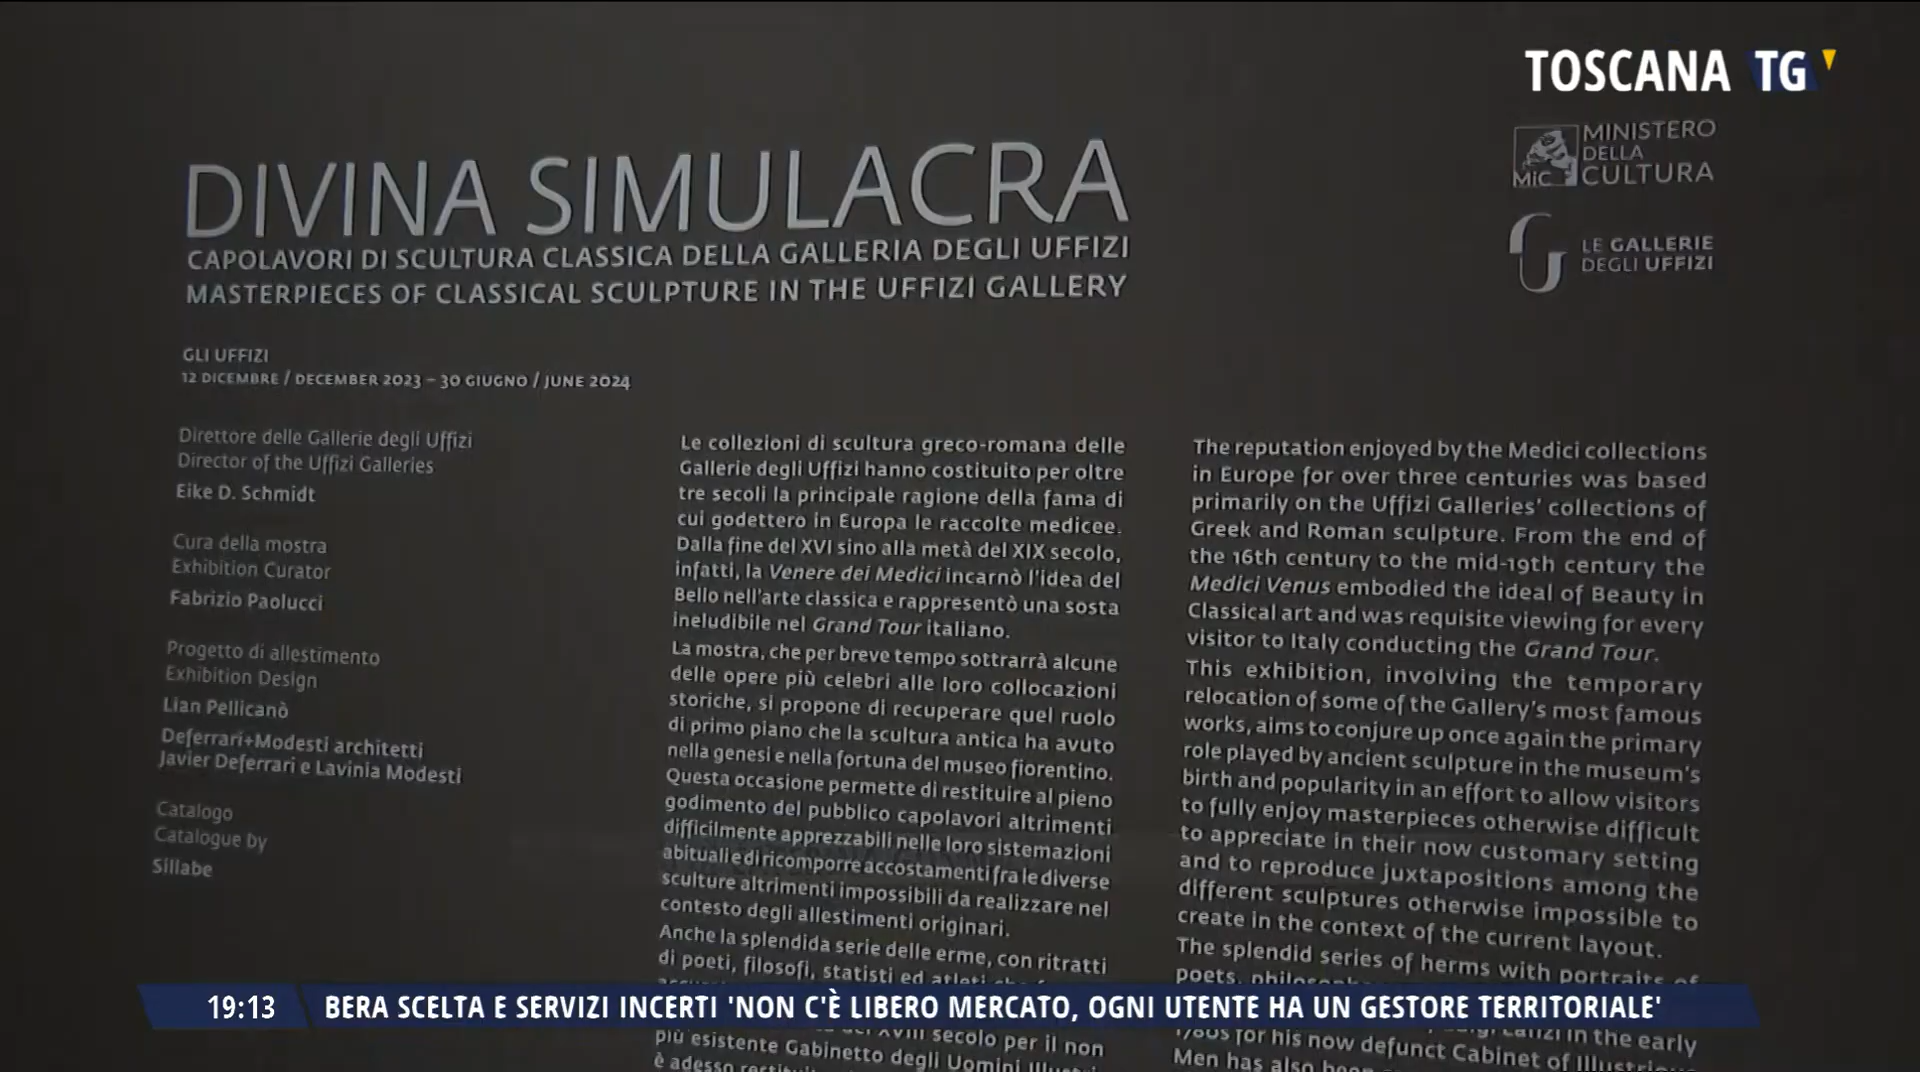 TOSCANA TG
MINISTERO
DELLA
CULTURA
MiC
LE GALLERIE
DEGLI UFFIZI
DIVINA SIMULACRA
CAPOLAVORI DI SCULTURA CLASSICA DELLA GALLERIA DEGLI UFFIZI
MASTERPIECES OF CLASSICAL SCULPTURE IN THE UFFIZI GALLERY
GLI UFFIZI
12 DICEMBRE / DECEMBER 2023 – 30 GIUGNO / JUNE 2024
Direttore delle Gallerie degli Uffizi
Director of the Uffizi Galleries
Eike D. Schmidt
Cura della mostra
Exhibition Curator
Fabrizio Paolucci
Progetto di allestimento
Exhibition Design
Lian Pellicanò
Deferrari+Modesti architetti
Javier Deferrari e Lavinia Modesti
Catalogo
Catalogue by
Sillabe
Le collezioni di scultura greco-romana delle
Gallerie degli Uffizi hanno costituito per oltre
tre secoli la principale ragione della fama di
cui godettero in Europa le raccolte medicee.
Dalla fine del XVI sino alla metà del XIX secolo,
infatti, la Venere dei Medici incarnò l'idea del
Bello nell'arte classica e rappresentò una sosta
ineludibile nel Grand Tour italiano.
La mostra, che per breve tempo sottrarrà alcune
delle opere più celebri alle loro collocazioni
storiche, si propone di recuperare quel ruolo
di primo piano che la scultura antica ha avuto
nella genesi e nella fortuna del museo fiorentino.
Questa occasione permette di restituire al pieno
godimento del pubblico capolavori altrimenti
difficilmente apprezzabili nelle loro sistemazioni
abituali e di ricomporre accostamenti fra le diverse
sculture altrimenti impossibili da realizzare nel
contesto degli allestimenti originari.
Anche la splendida serie delle erme, con ritratti
di poeti, filosofi, statisti ed atleti
XVIII secolo per il non
più esistente Gabinetto degli Uomini
è adesso
The reputation enjoyed by the Medici collections
in Europe for over three centuries was based
primarily on the Uffizi Galleries' collections of
Greek and Roman sculpture. From the end of
the 16th century to the mid-19th century the
Medici Venus embodied the ideal of Beauty in
Classical art and was requisite viewing for every
visitor to Italy conducting the Grand Tour.
This exhibition, involving the temporary
relocation of some of the Gallery's most famous
works, aims to conjure up once again the primary
role played by ancient sculpture in the museum's
birth and popularity in an effort to allow visitors
to fully enjoy masterpieces otherwise difficult
to appreciate in their now customary setting
and to reproduce juxtapositions among the
different sculptures otherwise impossible to
create in the context of the current layout.
The splendid series of herms with portraits of
poets,
Lanzi in the early
1780s for his now defunct Cabinet of Illustrious
Men has also been
19:13 BERA SCELTA E SERVIZI INCERTI 'NON C'È LIBERO MERCATO, OGNI UTENTE HA UN GESTORE TERRITORIALE'